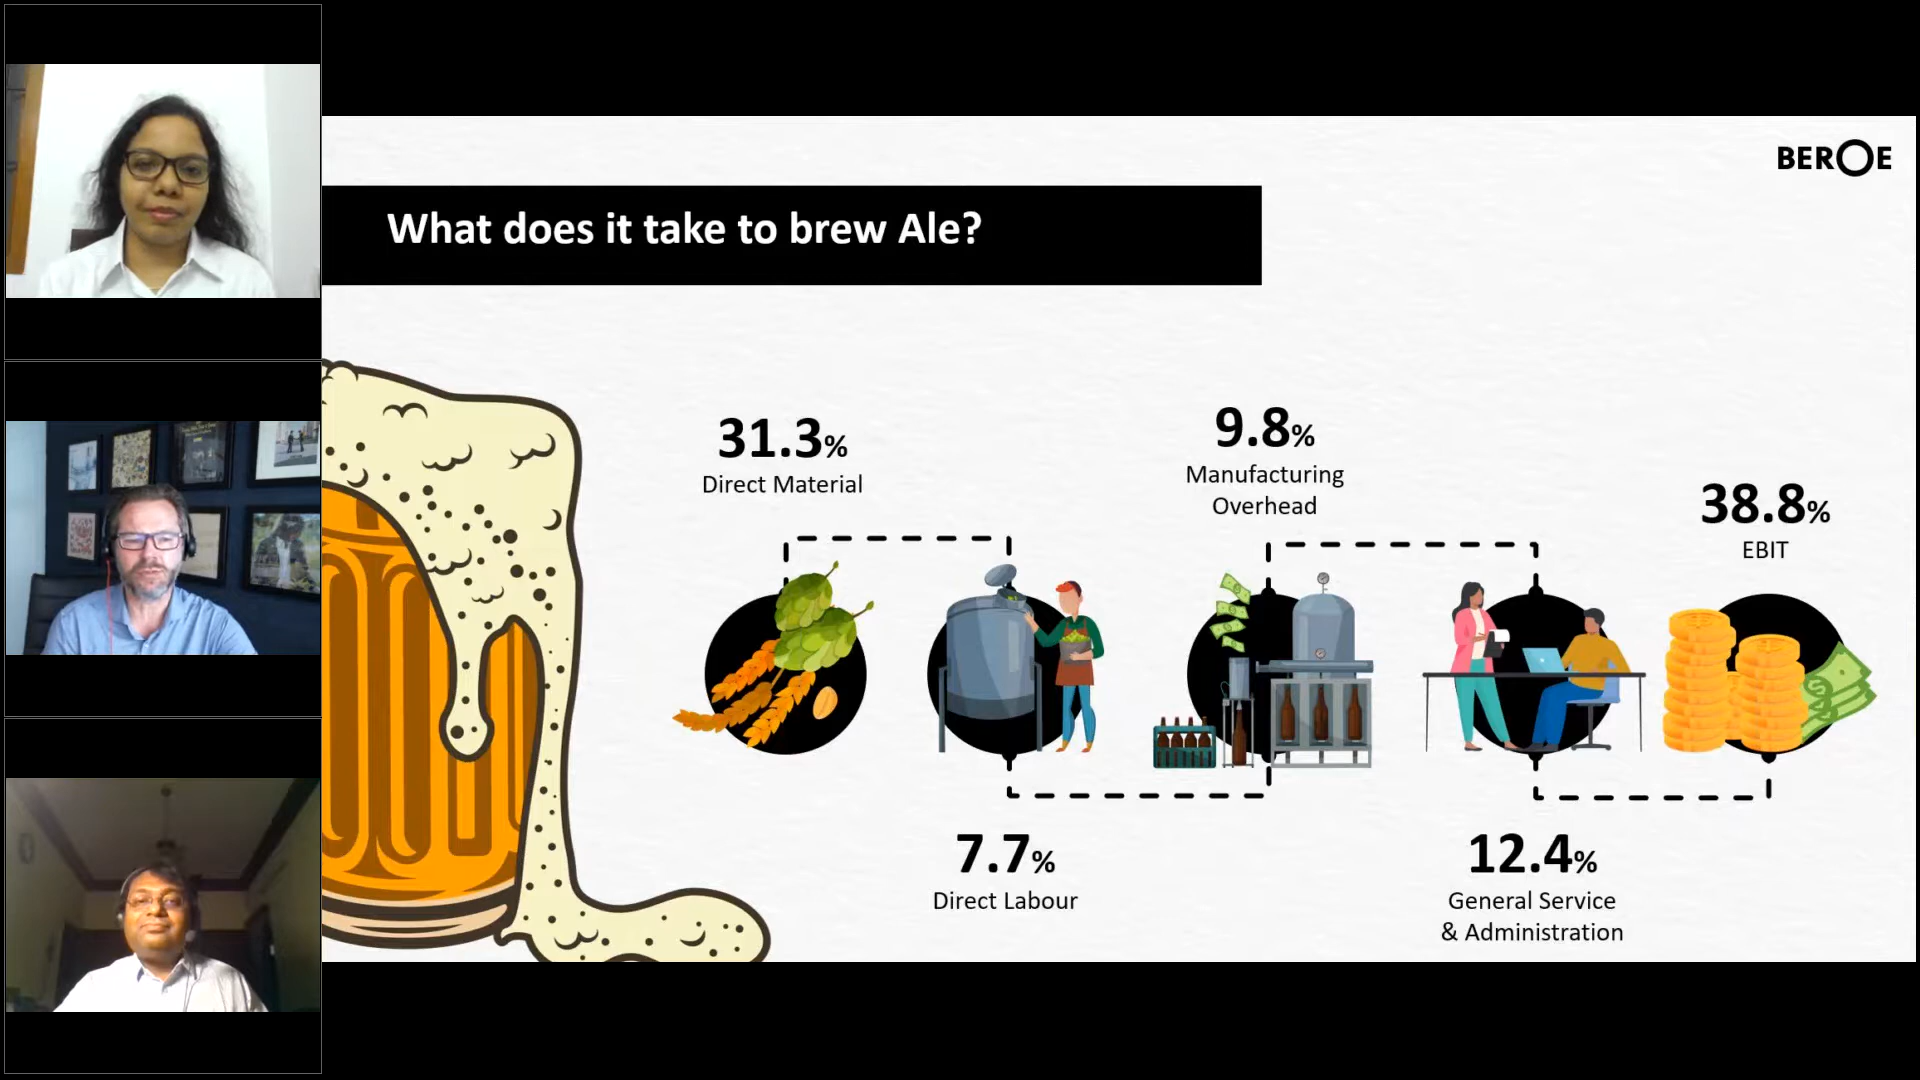 BEROE
What does it take to brew Ale?
31.3%
Direct Material
9.8%
Manufacturing
Overhead
38.8%
EBIT
7.7%
Direct Labour
12.4%
General Service
& Administration